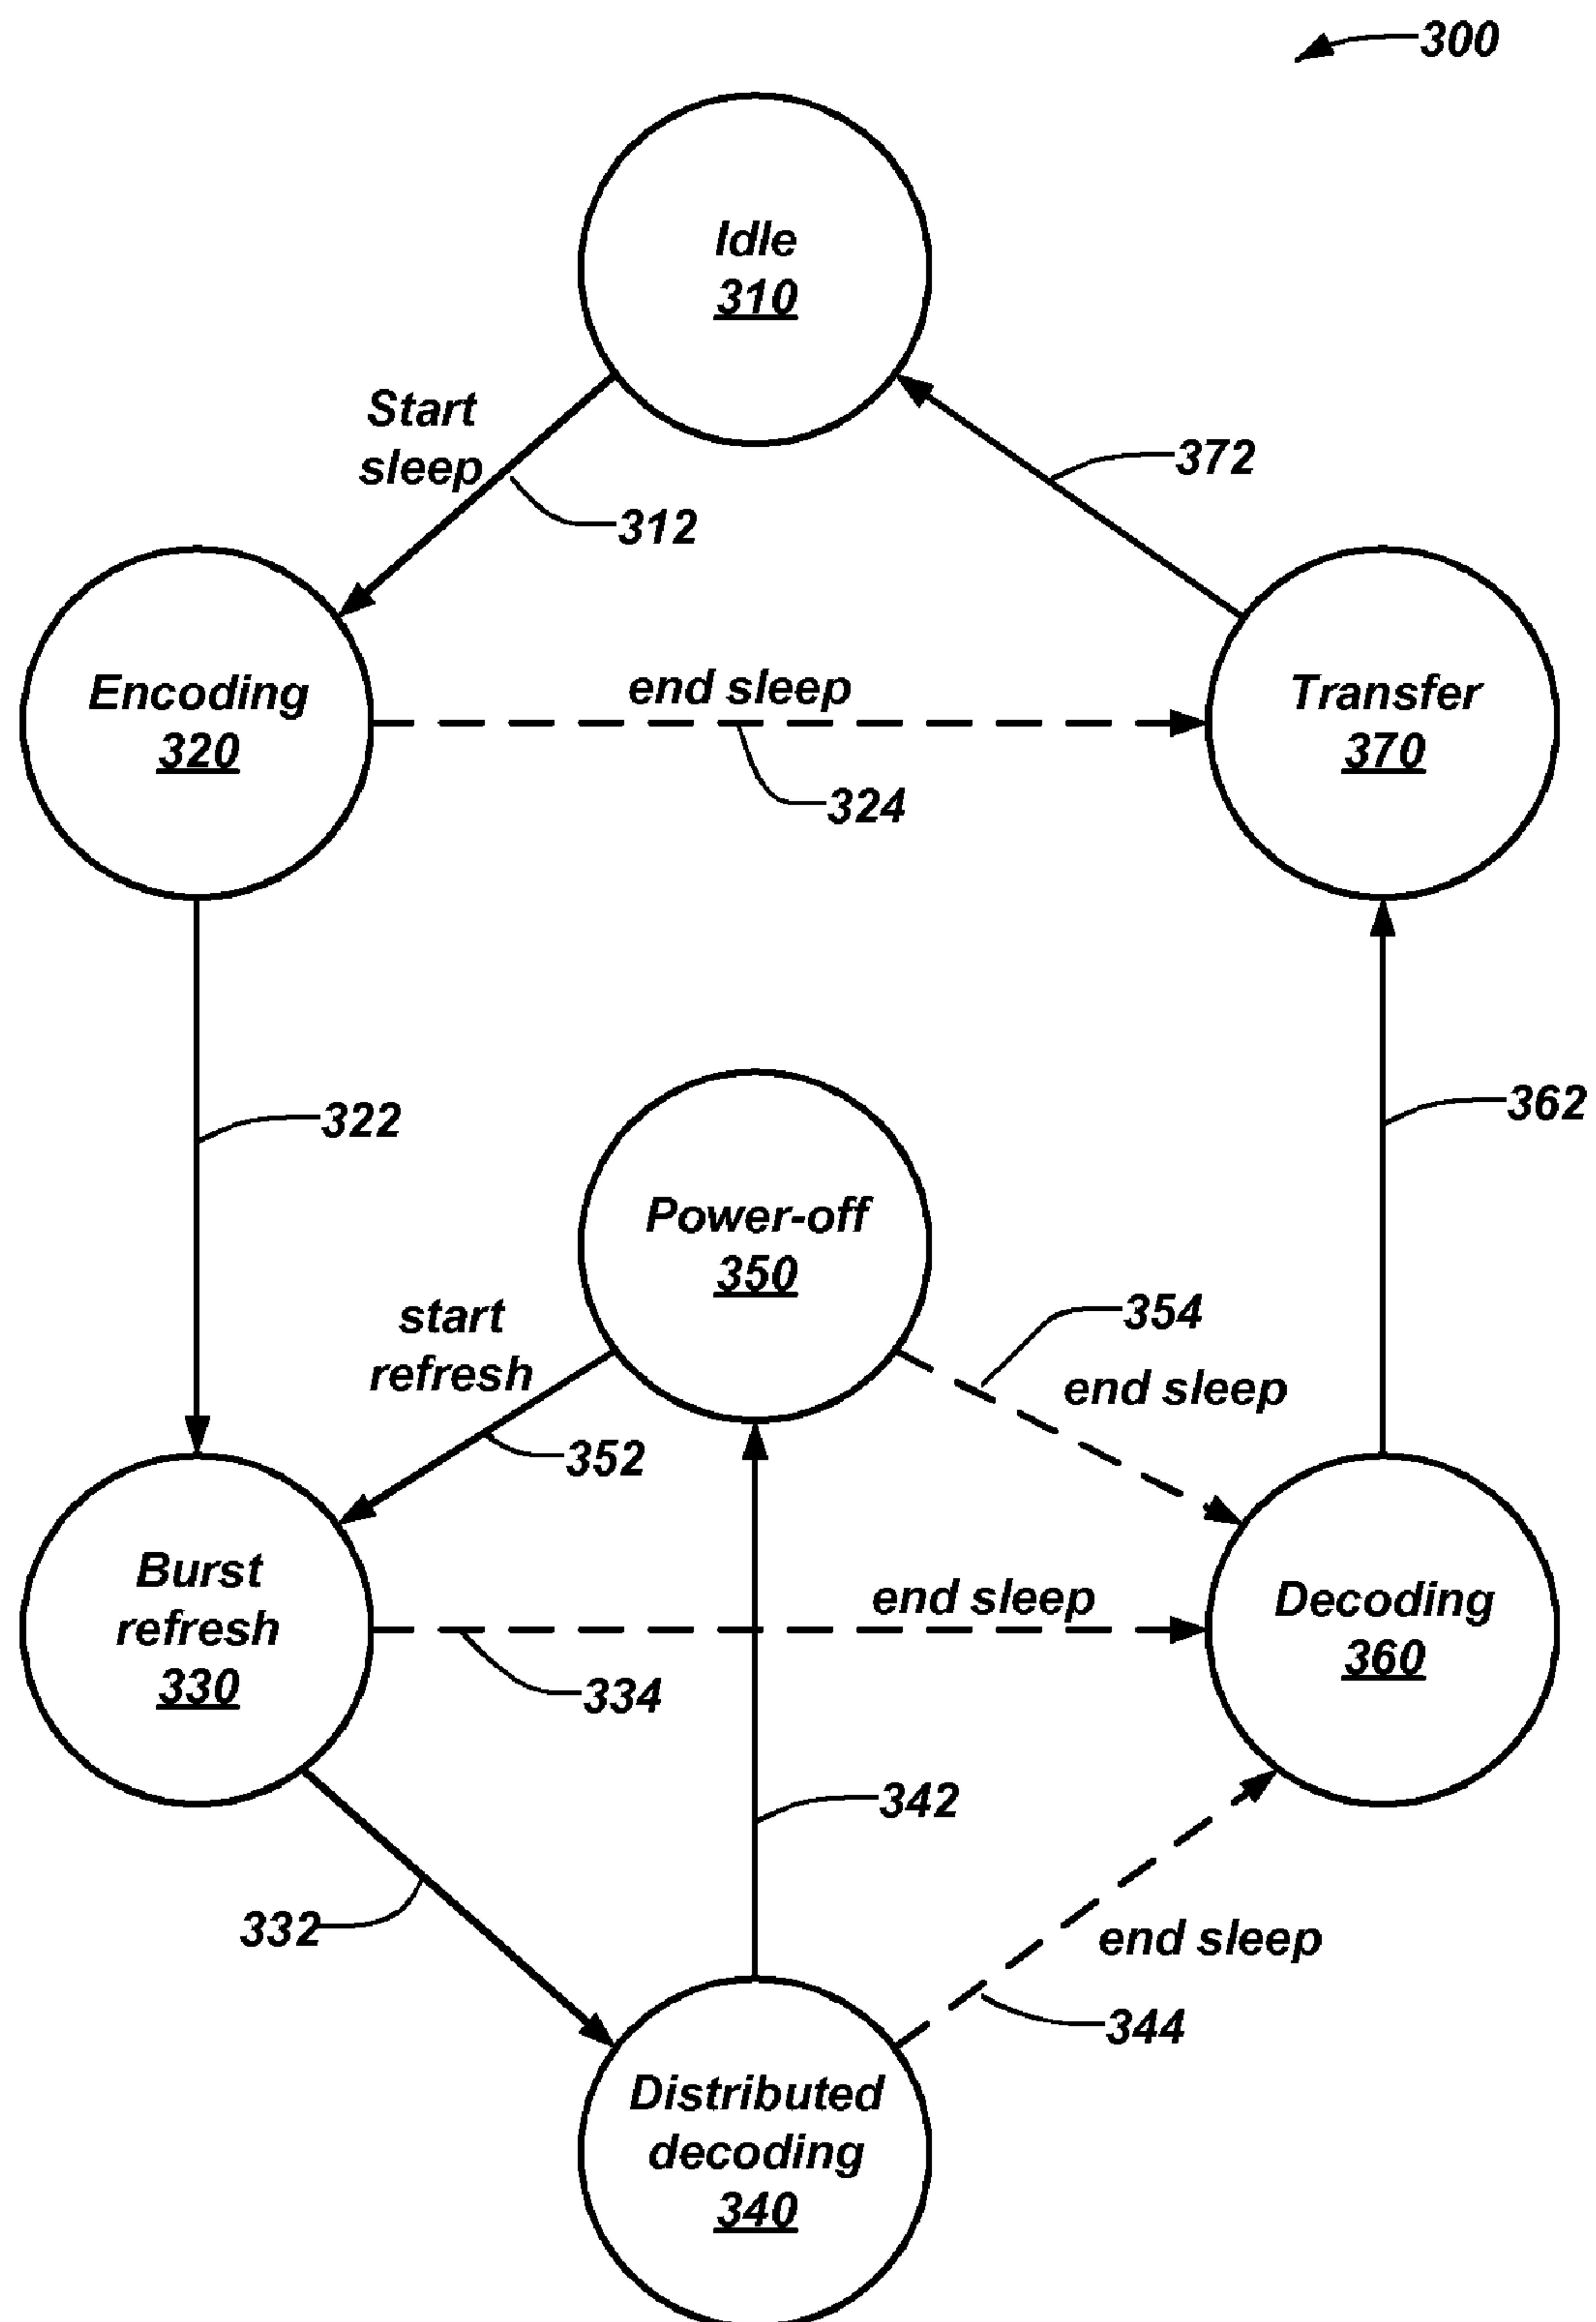 300
Idle
310
Start
sleep
312
372
Encoding
320
end sleep
324
Transfer
370
322
362
Power-off
350
start
refresh
352
354
end sleep
Burst
refresh
330
end sleep
334
Decoding
360
342
332
end sleep
344
Distributed
decoding
340